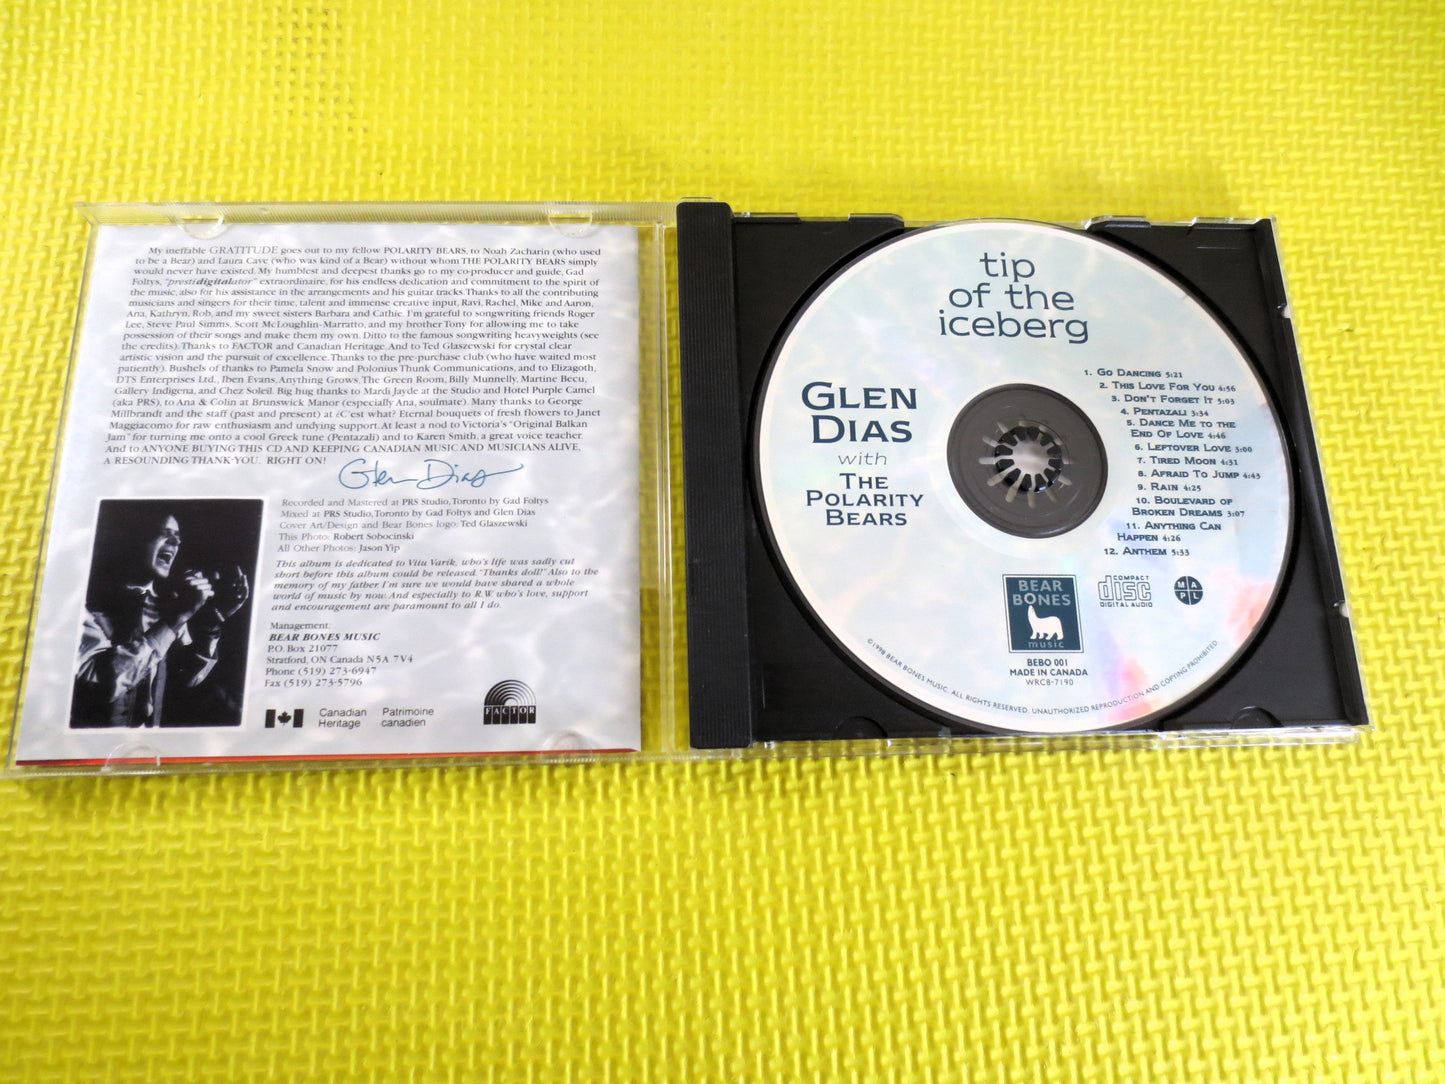 My ineffable GRATITUDE goes out to my fellow POLARITY BEARS, to Noah Zacharin (who used
to be a Bear) and Laura Cave (who was kind of a Bear) without whom THE POLARITY BEARS simply
would never have existed. My humblest and deepest thanks go to my co-producer and guide, Gad
Foltys, "prestidigitalator" extraordinaire, for his endless dedication and commitment to the spirit of
the music, also for his assistance in the arrangements and his guitar tracks. Thanks to all the contributing
musicians and singers for their time, talent and immense creative input, Ravi, Rachel, Mike and Aaron,
Ana, Kathryn, Rob, and my sweet sisters Barbara and Cathie. I'm grateful to songwriting friends Roger
Lee, Steve Paul Simms, Scott McLoughlin-Marratto, and my brother Tony for allowing me to take
possession of their songs and make them my own. Ditto to the famous songwriting heavyweights (see
the credits). Thanks to FACTOR and Canadian Heritage. And to Ted Glaszewski for crystal clear
artistic vision and the pursuit of excellence. Thanks to the pre-purchase club (who have waited most
patiently). Bushels of thanks to Pamela Snow and Polonius Thunk Communications, and to Elizagoth,
DTS Enterprises Ltd., Iben Evans, Anything Grows, The Green Room, Billy Munnelly, Martine Becu,
Gallery Indigena, and Chez Soleil. Big hug thanks to Mardi Jayde at the Studio and Hotel Purple Camel
(aka PRS), to Ana & Colin at Brunswick Manor (especially Ana, soulmate). Many thanks to George
Millbrandt and the staff (past and present) at ¿C'est what? Eternal bouquets of fresh flowers to Janet
Maggiacomo for raw enthusiasm and undying support. At least a nod to Victoria's "Original Balkan
Jam" for turning me onto a cool Greek tune (Pentazali) and to Karen Smith, a great voice teacher.
And to ANYONE BUYING THIS CD AND KEEPING CANADIAN MUSIC AND MUSICIANS ALIVE,
A RESOUNDING THANK-YOU. RIGHT ON!
Glen Dias
Recorded and Mastered at PRS Studio, Toronto by Gad Foltys
Mixed at PRS Studio, Toronto by Gad Foltys and Glen Dias
Cover Art/Design and Bear Bones logo: Ted Glaszewski
This Photo: Robert Sobocinski
All Other Photos: Jason Yip
This album is dedicated to Vitu Varik, who's life was sadly cut
short before this album could be released. "Thanks doll!" Also to the
memory of my father. I'm sure we would have shared a whole
world of music by now. And especially to R.W. who's love, support
and encouragement are paramount to all I do.
Management:
BEAR BONES MUSIC
P.O. Box 21077
Stratford, ON Canada N5A 7V4
Phone (519) 273-6947
Fax (519) 273-5796
Canadian Patrimoine
Heritage canadien
FACTOR
tip
of the
iceberg
GLEN
DIAS
with
THE
POLARITY
BEARS
1. GO DANCING 5:21
2. THIS LOVE FOR YOU 4:56
3. DON'T FORGET IT 5:03
4. PENTAZALI 3:34
5. DANCE ME TO THE
END OF LOVE 4:46
6. LEFTOVER LOVE 3:00
7. TIRED MOON 4:31
8. AFRAID TO JUMP 4:43
9. RAIN 4:25
10. BOULEVARD OF
BROKEN DREAMS 3:07
11. ANYTHING CAN
HAPPEN 4:26
12. ANTHEM 5:33
BEAR
BONES
music
COMPACT
disc
DIGITAL AUDIO
M A
P L
BEBO 001
MADE IN CANADA
WRC8-7190
©1998 BEAR BONES MUSIC. ALL RIGHTS RESERVED. UNAUTHORIZED REPRODUCTION AND COPYING PROHIBITED.